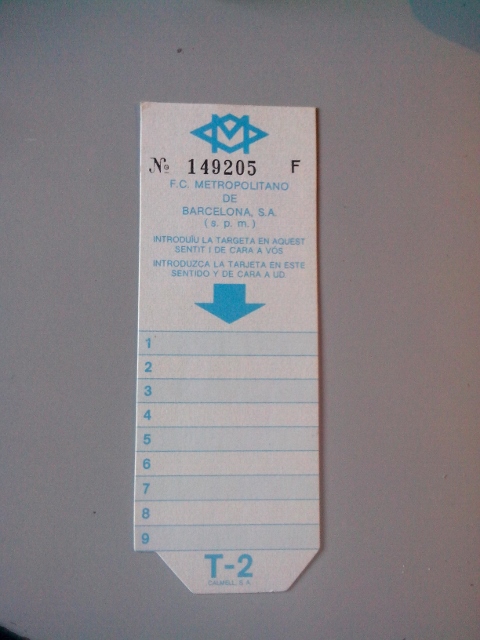 № 149205 F
F.C. METROPOLITANO
DE
BARCELONA, S.A.
( s. p. m. )
INTRODUÏU LA TARGETA EN AQUEST
SENTIT I DE CARA A VÓS
INTRODUZCA LA TARJETA EN ESTE
SENTIDO Y DE CARA A UD.
1
2
3
4
5
6
7
8
9
T-2
CALMELL, S. A.